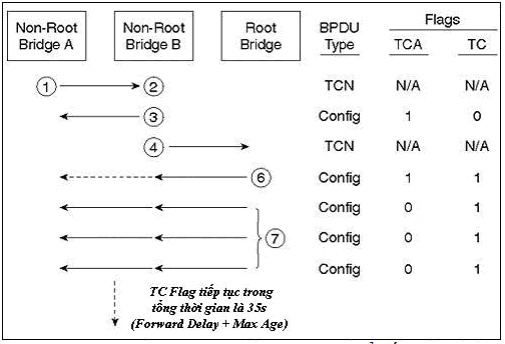 Flags
Non-Root Bridge A
Non-Root Bridge B
Root Bridge
BPDU Type
TCA
TC
1 2 TCN N/A N/A
3 Config 1 0
4 TCN N/A N/A
6 Config 1 1
Config 0 1
7 Config 0 1
Config 0 1
TC Flag tiếp tục trong
tổng thời gian là 35s
(Forward Delay + Max Age)